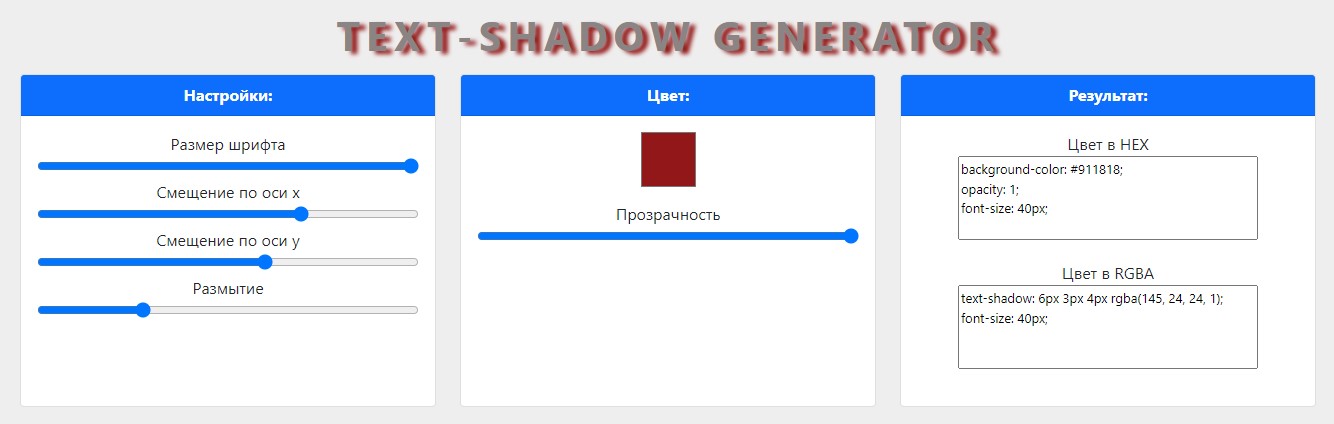 TEXT-SHADOW GENERATOR
Настройки:
Размер шрифта
Смещение по оси x
Смещение по оси y
Размытие
Цвет:
Прозрачность
Результат:
Цвет в HEX
background-color: #911818;
opacity: 1;
font-size: 40px;
Цвет в RGBA
text-shadow: 6px 3px 4px rgba(145, 24, 24, 1);
font-size: 40px;